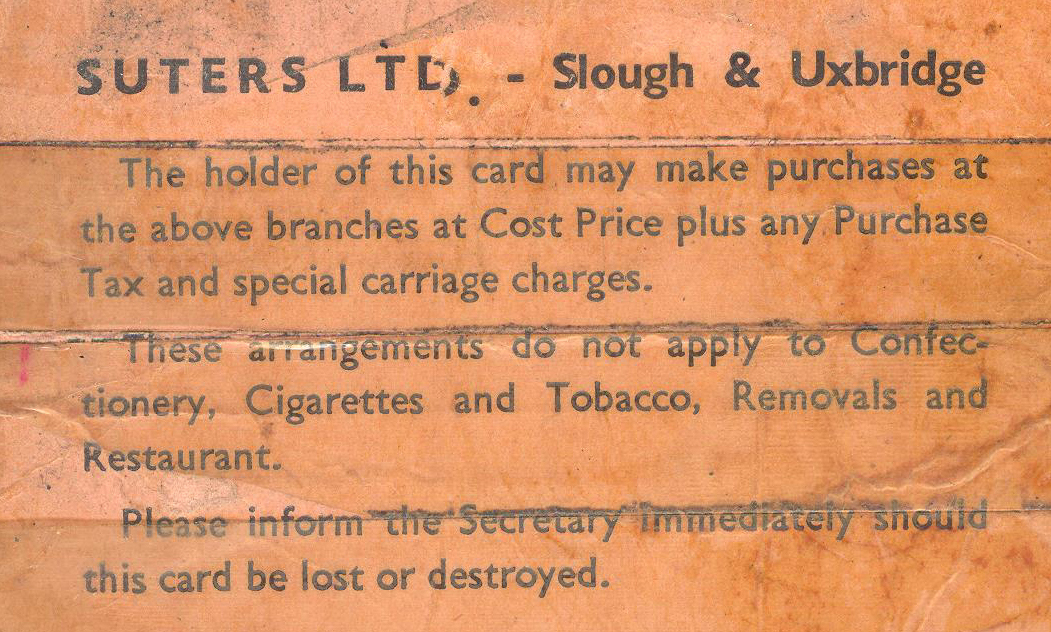 SUTERS LTD. - Slough & Uxbridge
The holder of this card may make purchases at
the above branches at Cost Price plus any Purchase
Tax and special carriage charges.
These arrangements do not apply to Confec-
tionery, Cigarettes and Tobacco, Removals and
Restaurant.
Please inform the Secretary immediately should
this card be lost or destroyed.